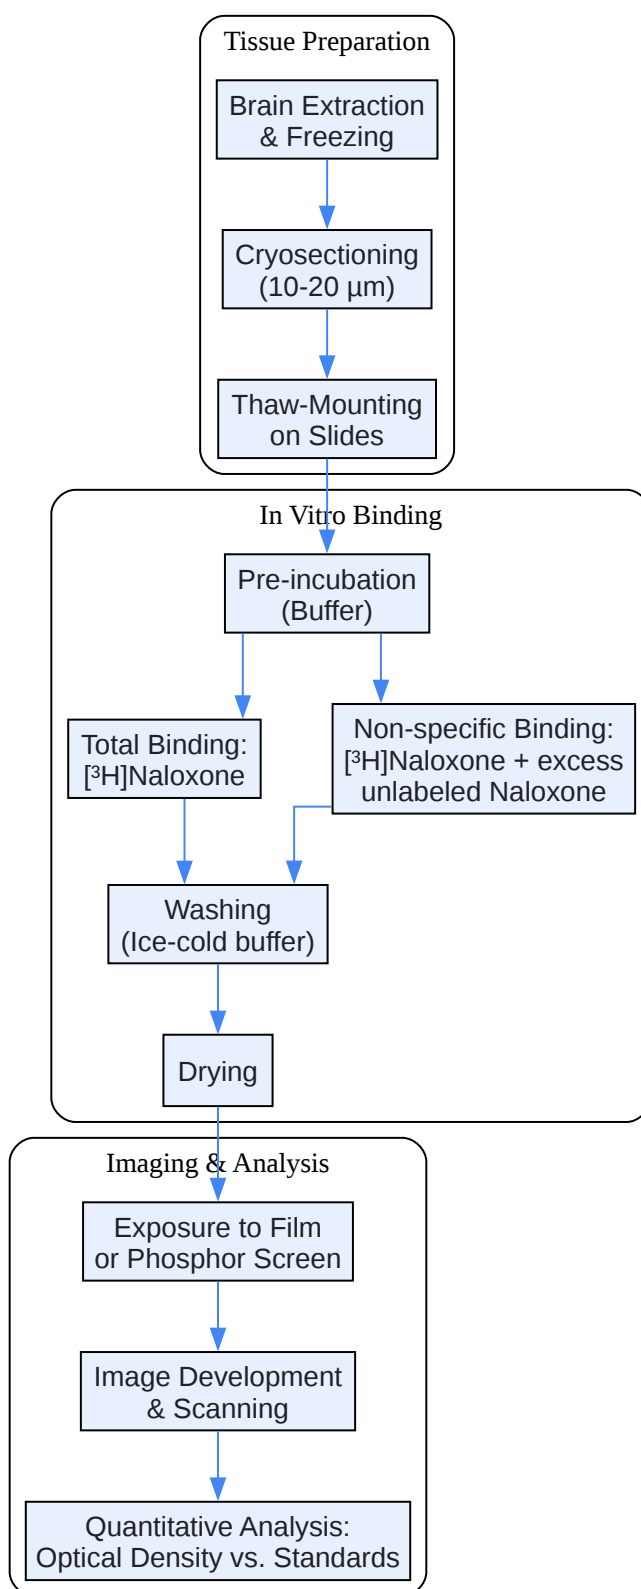 Tissue Preparation
Brain Extraction
& Freezing
Cryosectioning
(10-20 µm)
Thaw-Mounting
on Slides
In Vitro Binding
Pre-incubation
(Buffer)
Total Binding:
[³H]Naloxone
Non-specific Binding:
[³H]Naloxone + excess
unlabeled Naloxone
Washing
(Ice-cold buffer)
Drying
Imaging & Analysis
Exposure to Film
or Phosphor Screen
Image Development
& Scanning
Quantitative Analysis:
Optical Density vs. Standards